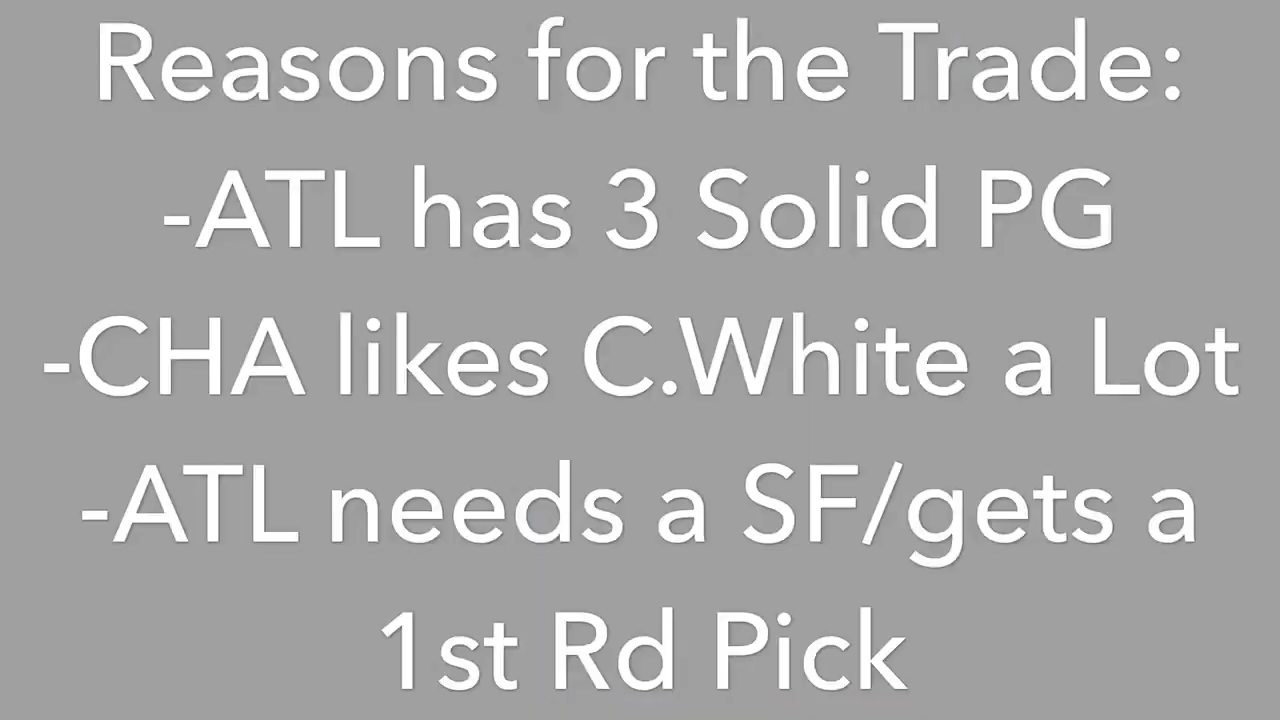 Reasons for the Trade:
-ATL has 3 Solid PG
-CHA likes C.White a Lot
-ATL needs a SF/gets a
1st Rd Pick